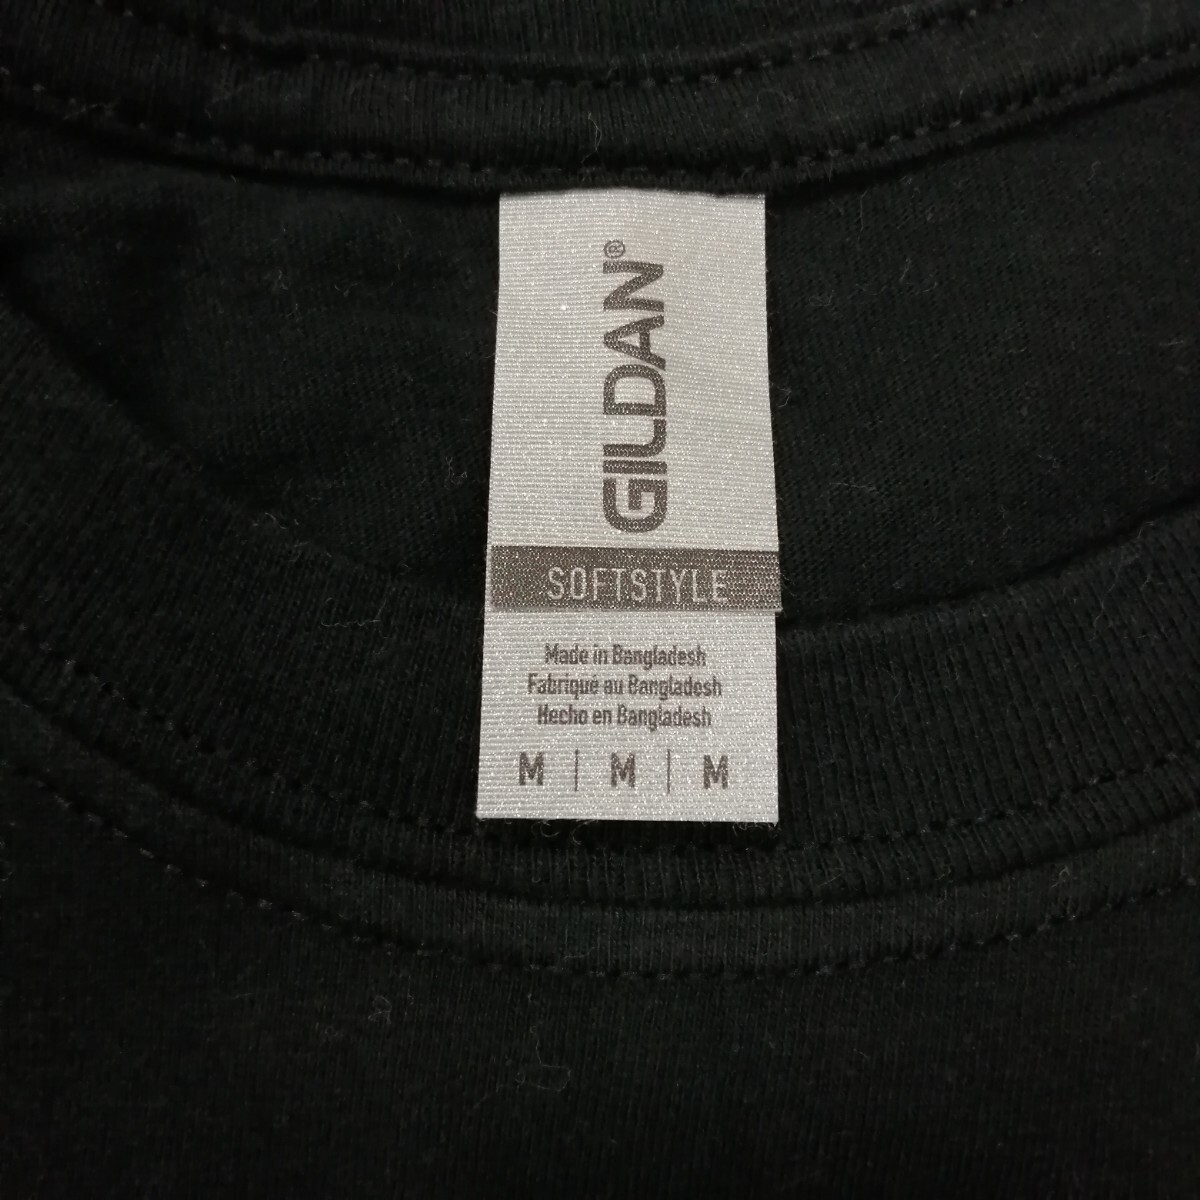 GILDAN®
SOFTSTYLE
Made in Bangladesh
Fabriqué au Bangladesh
Hecho en Bangladesh
M | M | M